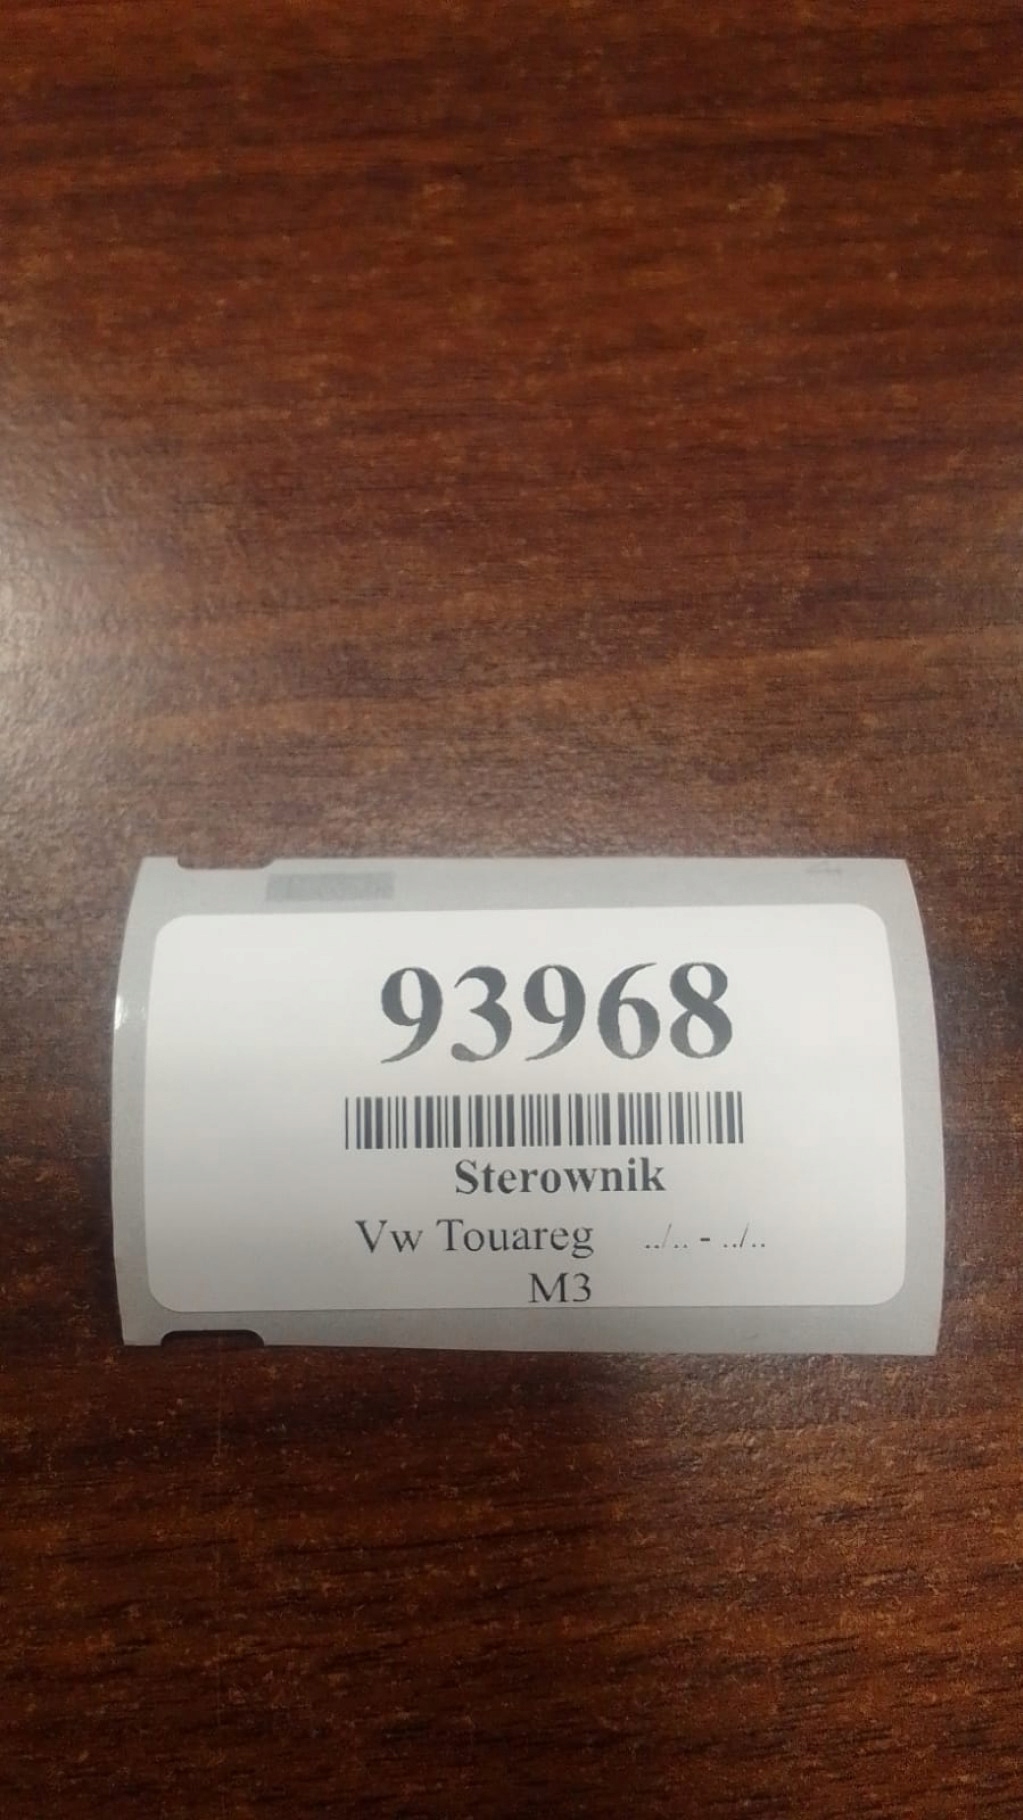 93968
Sterownik
Vw Touareg ../.. - ../..
M3